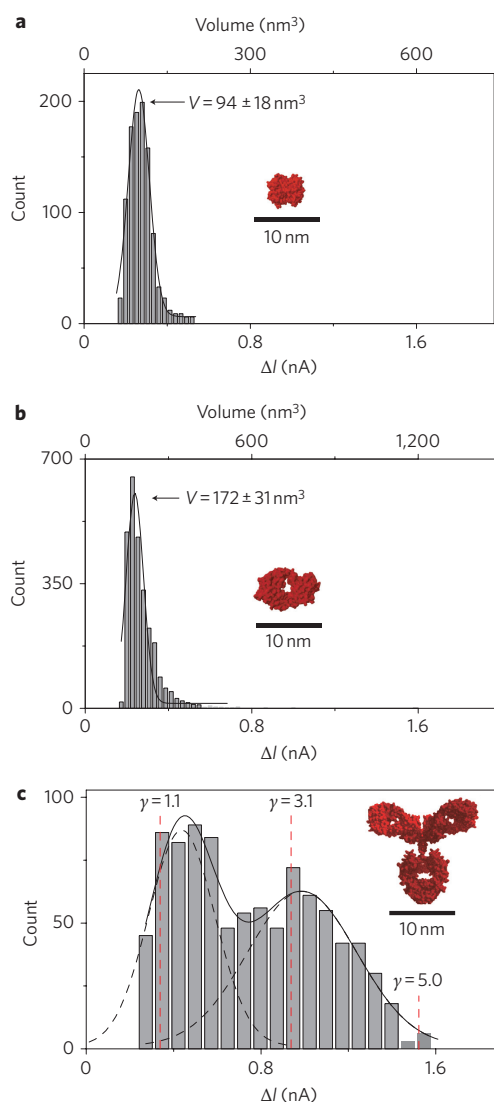 a
Volume (nm³)
0 300 600
200
V = 94 ± 18 nm³
100
10 nm
Count
0
0 0.8 1.6
ΔI (nA)
b
Volume (nm³)
0 600 1,200
700
V = 172 ± 31 nm³
350
10 nm
Count
0
0 0.8 1.6
ΔI (nA)
c
100
γ = 1.1 γ = 3.1
50
10 nm
Count
γ = 5.0
0
0 0.8 1.6
ΔI (nA)